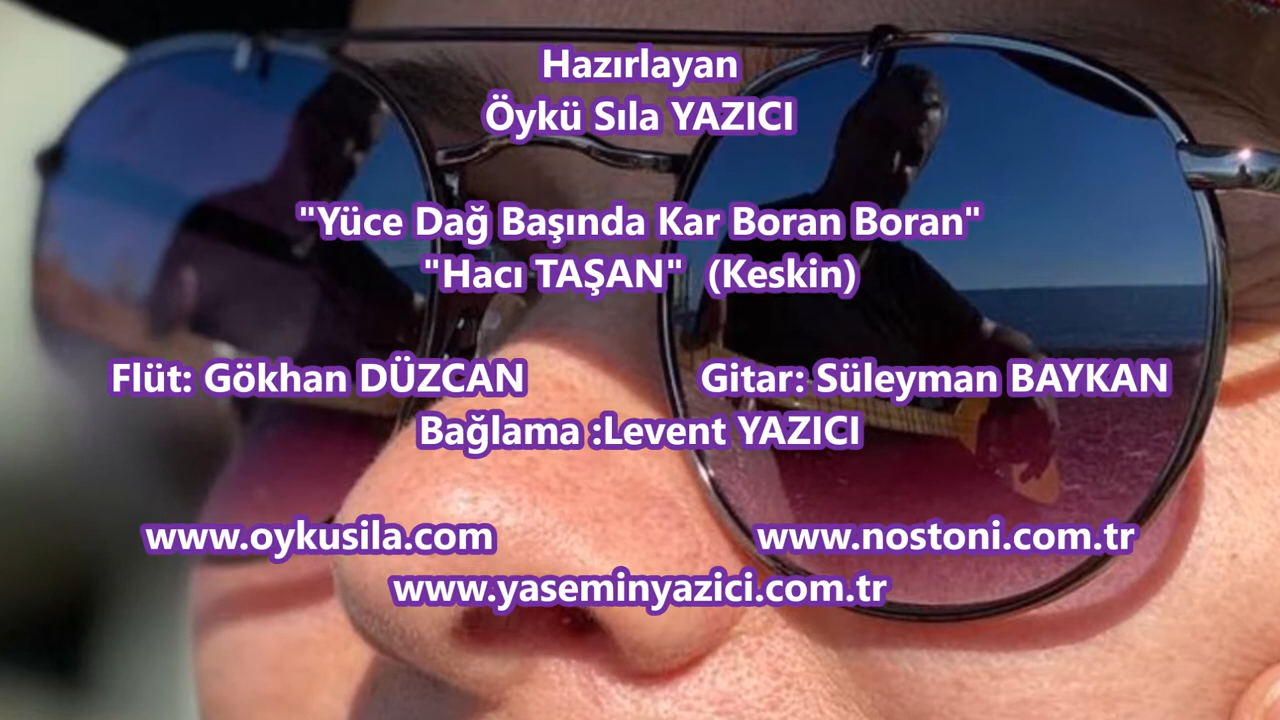 Hazırlayan
Öykü Sıla YAZICI
"Yüce Dağ Başında Kar Boran Boran"
"Hacı TAŞAN" (Keskin)
Flüt: Gökhan DÜZCAN Gitar: Süleyman BAYKAN
Bağlama :Levent YAZICI
www.oykusila.com www.nostoni.com.tr
www.yaseminyazici.com.tr